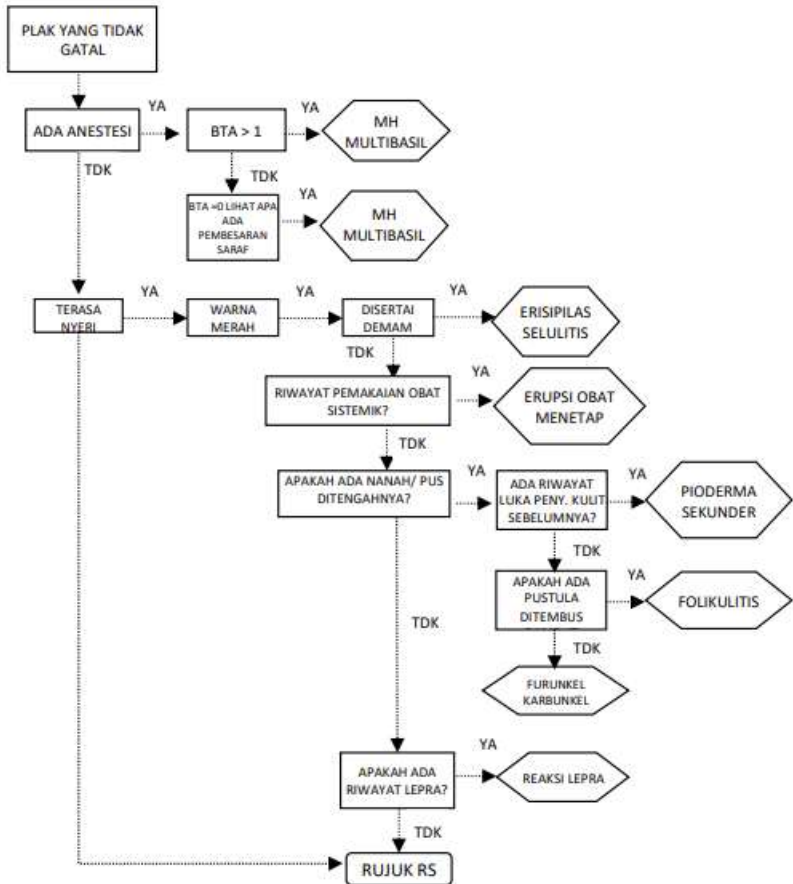 PLAK YANG TIDAK
GATAL
YA
YA
ADA ANESTESI
BTA > 1
MH
MULTIBASIL
TDK
TDK
YA
BTA =0 LIHAT APA
ADA
PEMBESARAN
SARAF
MH
MULTIBASIL
YA
YA
YA
TERASA
NYERI
WARNA
MERAH
DISERTAI
DEMAM
ERISIPILAS
SELULITIS
TDK
RIWAYAT PEMAKAIAN OBAT
SISTEMIK?
YA
ERUPSI OBAT
MENETAP
TDK
APAKAH ADA NANAH/ PUS
DITENGAHNYA?
YA
ADA RIWAYAT
LUKA PENY. KULIT
SEBELUMNYA?
YA
PIODERMA
SEKUNDER
TDK
APAKAH ADA
PUSTULA
DITEMBUS
YA
FOLIKULITIS
TDK
TDK
FURUNKEL
KARBUNKEL
APAKAH ADA
RIWAYAT LEPRA?
YA
REAKSI LEPRA
TDK
RUJUK RS